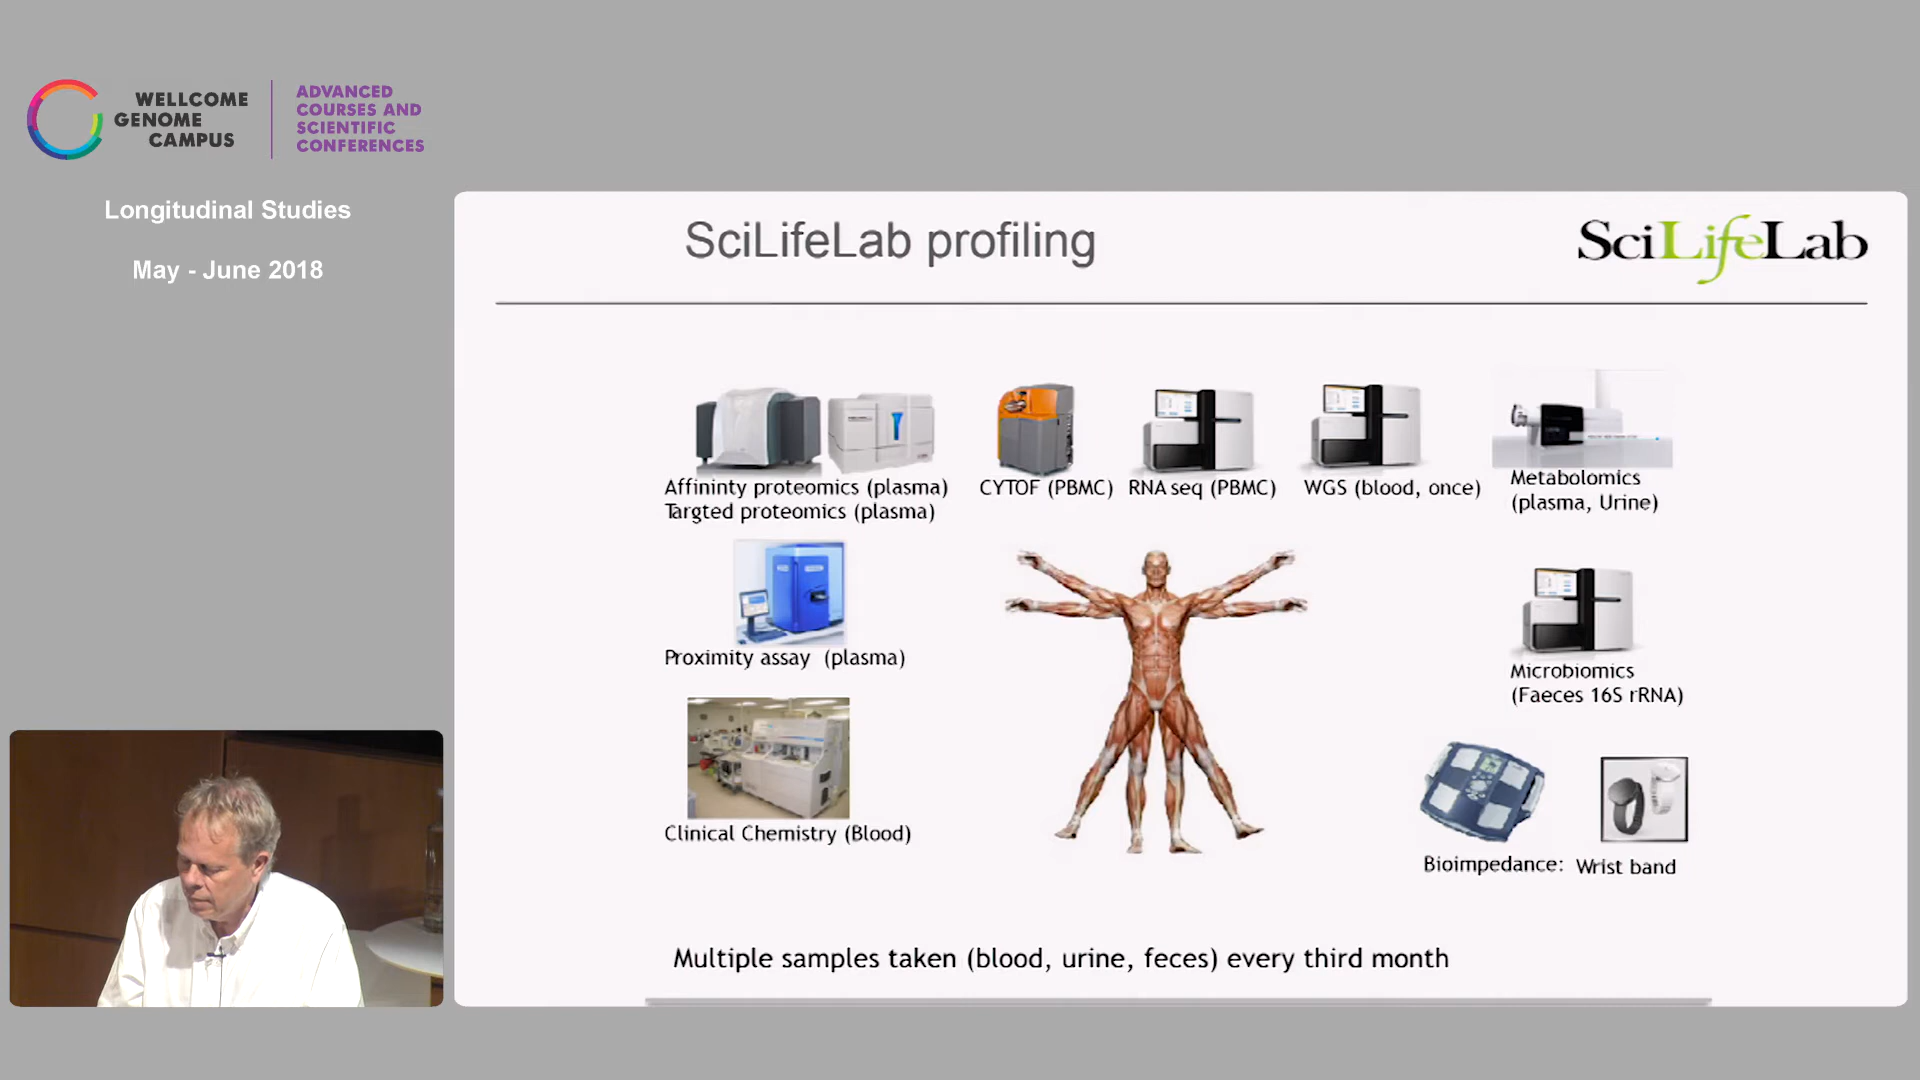 WELLCOME
GENOME
CAMPUS
ADVANCED
COURSES AND
SCIENTIFIC
CONFERENCES
Longitudinal Studies
May - June 2018
SciLifeLab profiling
SciLifeLab
Affininty proteomics (plasma)
Targted proteomics (plasma)
CYTOF (PBMC)
RNA seq (PBMC)
WGS (blood, once)
Metabolomics
(plasma, Urine)
Proximity assay (plasma)
Microbiomics
(Faeces 16S rRNA)
Clinical Chemistry (Blood)
Bioimpedance:
Wrist band
Multiple samples taken (blood, urine, feces) every third month